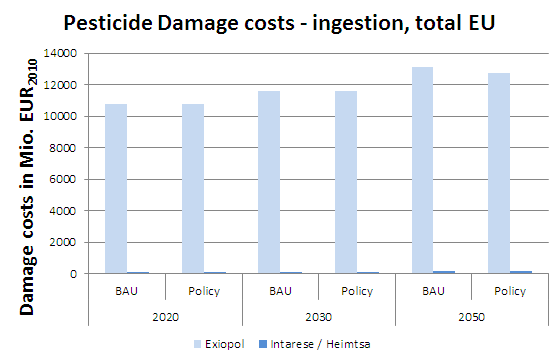 Pesticide Damage costs - ingestion, total EU
Damage costs in Mio. EUR2010
14000
12000
10000
8000
6000
4000
2000
0
BAU Policy BAU Policy BAU Policy
2020 2030 2050
Exiopol Intarese / Heimtsa